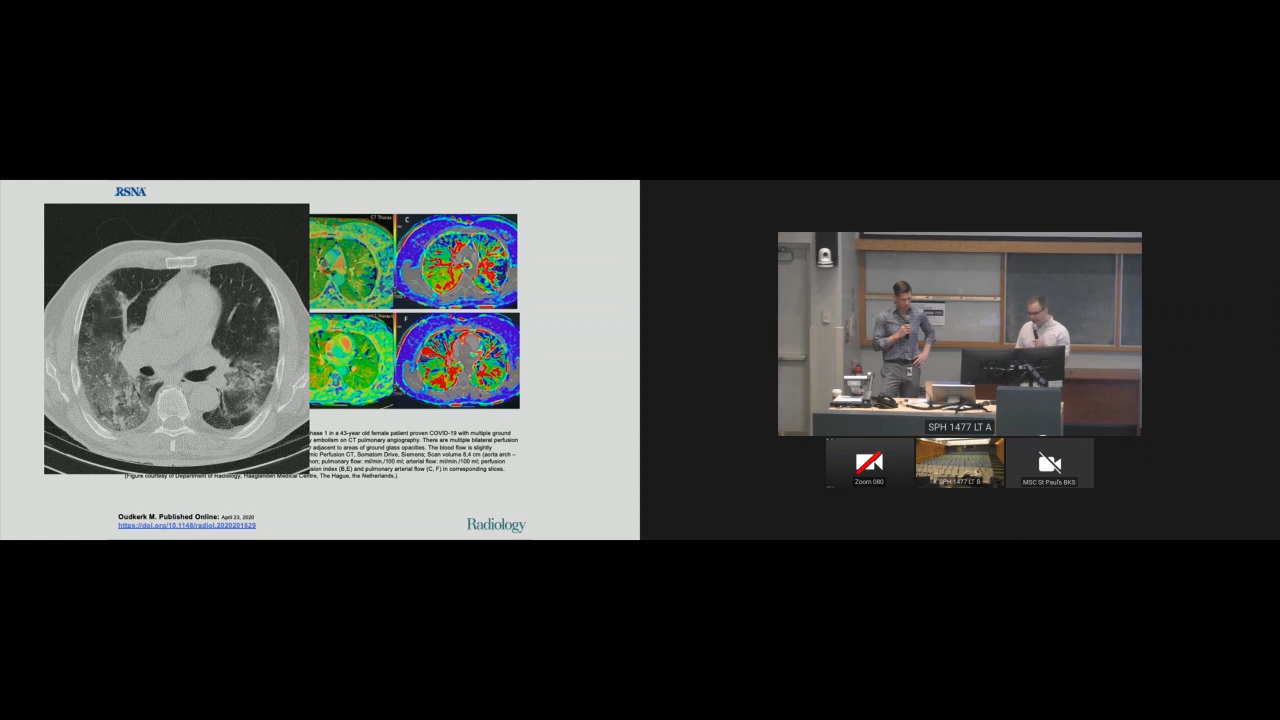 RSNA
CT Thorax
C
CT Thorax
F
hase 1 in a 43-year old female patient proven COVID-19 with multiple ground
y embolism on CT pulmonary angiography. There are multiple bilateral perfusion
adjacent to areas of ground glass opacities. The blood flow is slightly
mic Perfusion CT, Somatom Drive, Siemens; Scan volume 8,4 cm (aorta arch –
on; pulmonary flow: ml/min./100 ml; arterial flow: ml/min./100 ml; perfusion
sion index (B,E) and pulmonary arterial flow (C, F) in corresponding slices.
(Figure courtesy of Department of Radiology, Haaglanden Medical Centre, The Hague, the Netherlands.)
Oudkerk M. Published Online: April 23, 2020
https://doi.org/10.1148/radiol.2020201629
Radiology
SPH 1477 LT A
Zoom 080
SPH 1477 LT B
MSC St Paul's BKS